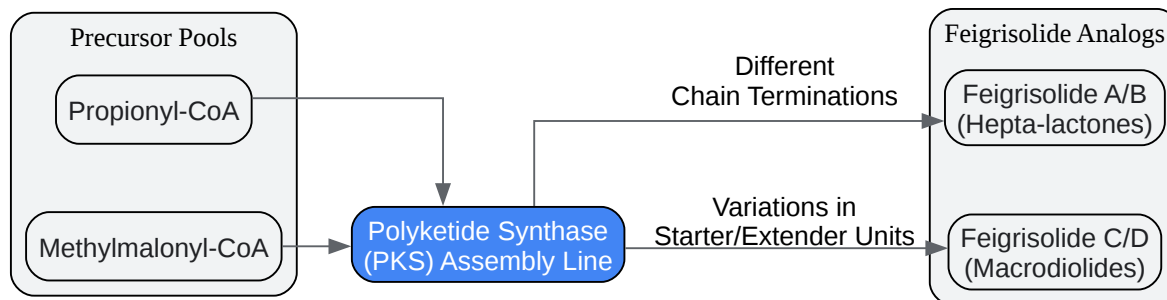 Precursor Pools
Propionyl-CoA
Methylmalonyl-CoA
Polyketide Synthase
(PKS) Assembly Line
Different
Chain Terminations
Variations in
Starter/Extender Units
Feigrisolide Analogs
Feigrisolide A/B
(Hepta-lactones)
Feigrisolide C/D
(Macrodiolides)